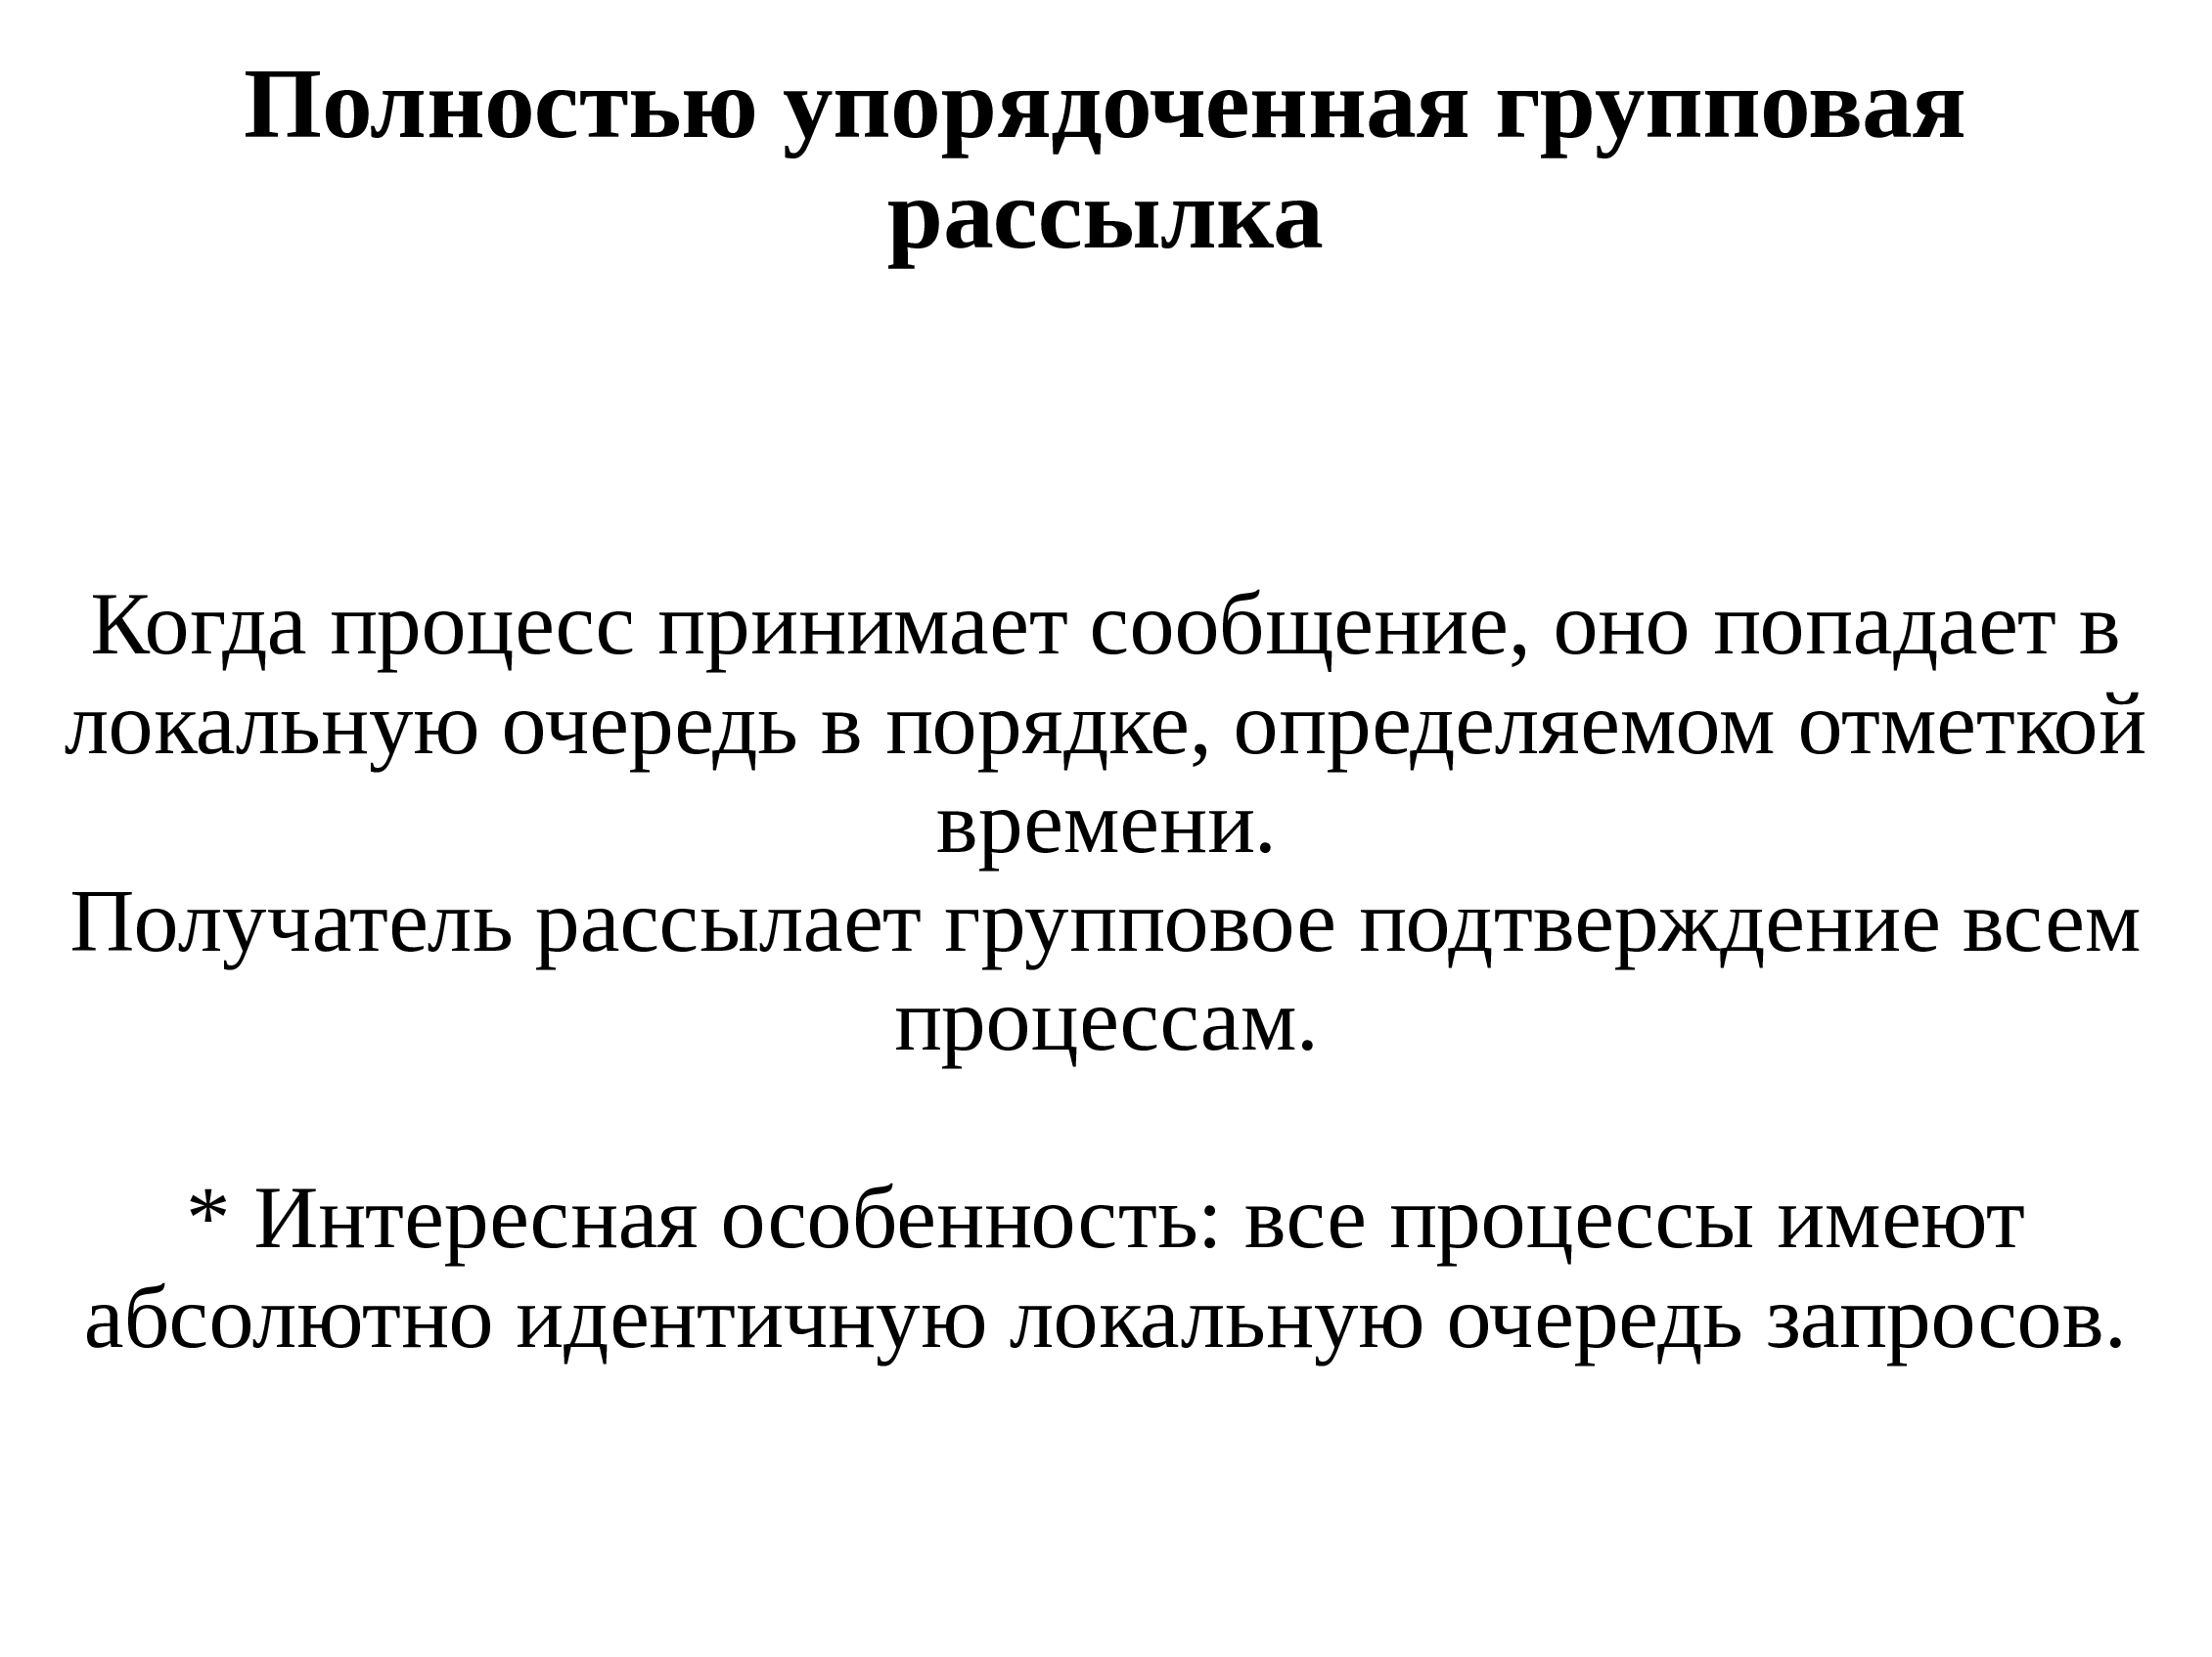 Полностью упорядоченная групповая
рассылка
Когда процесс принимает сообщение, оно попадает в
локальную очередь в порядке, определяемом отметкой
времени.
Получатель рассылает групповое подтверждение всем
процессам.
* Интересная особенность: все процессы имеют
абсолютно идентичную локальную очередь запросов.